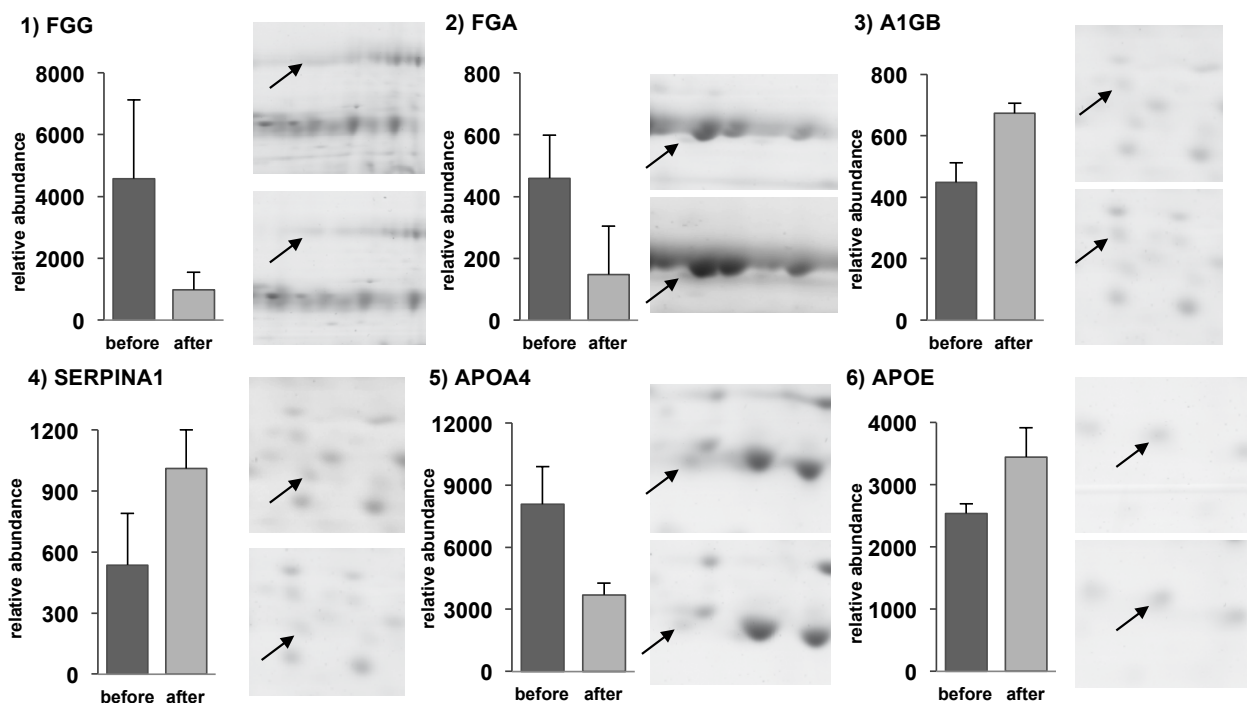 1) FGG
relative abundance
8000
6000
4000
2000
0
before after
2) FGA
relative abundance
800
600
400
200
0
before after
3) A1GB
relative abundance
800
600
400
200
0
before after
4) SERPINA1
relative abundance
1200
900
600
300
0
before after
5) APOA4
relative abundance
12000
9000
6000
3000
0
before after
6) APOE
relative abundance
4000
3000
2000
1000
0
before after